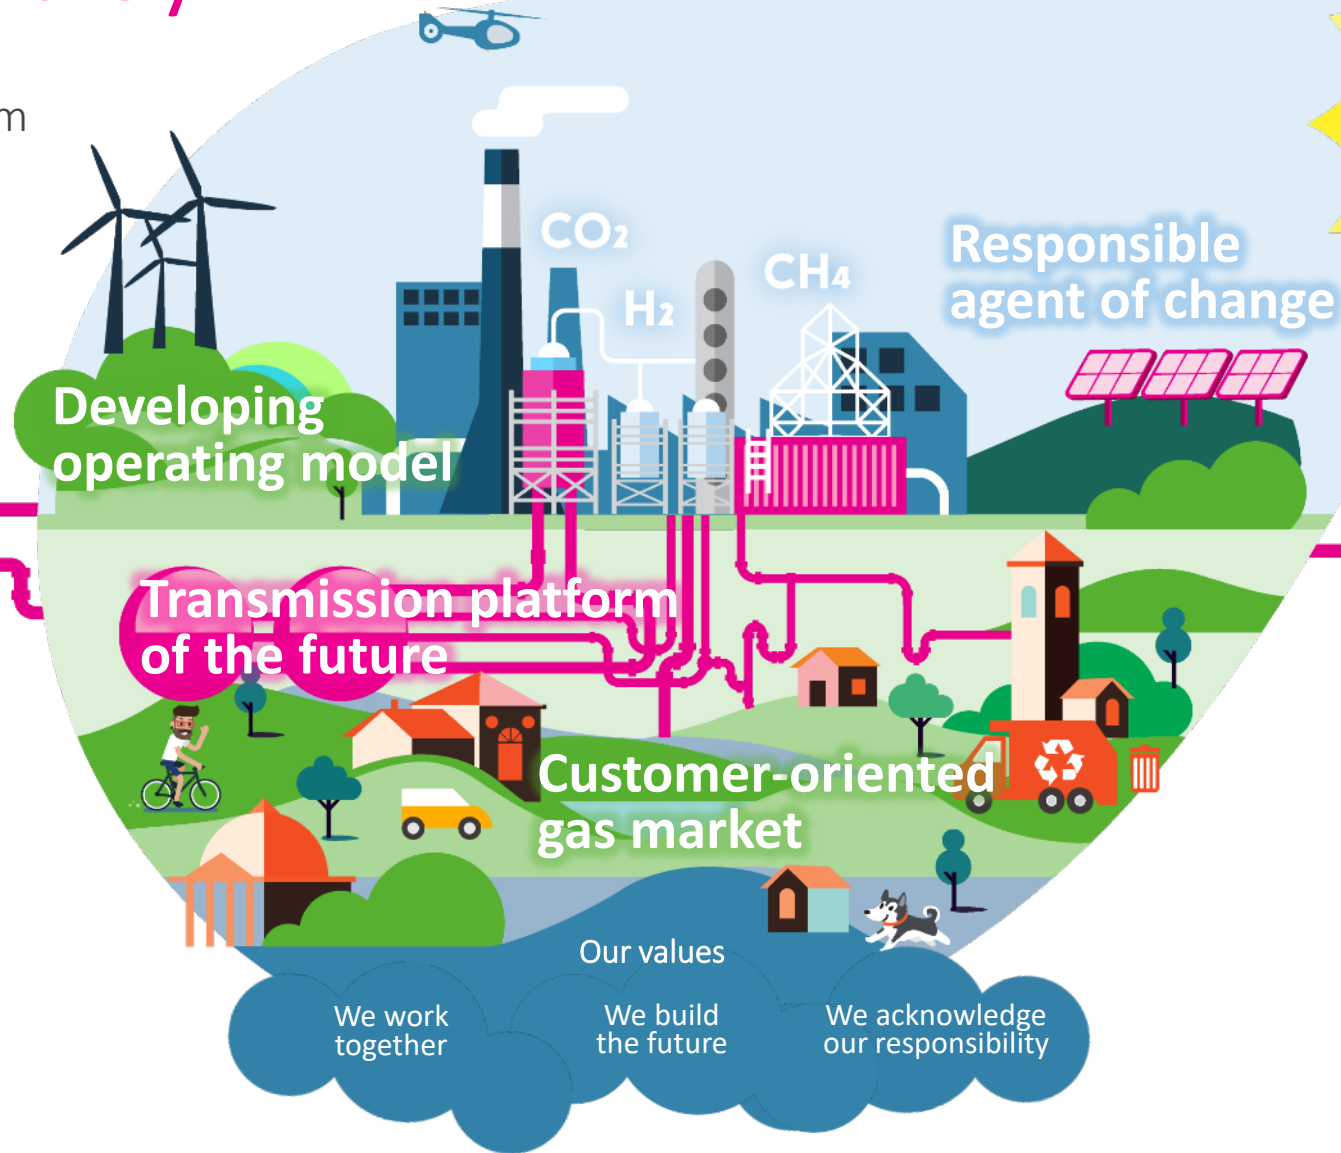 CO2
H2
CH4
Responsible
agent of change
Developing
operating model
Transmission platform
of the future
Customer-oriented
gas market
Our values
We work
together
We build
the future
We acknowledge
our responsibility